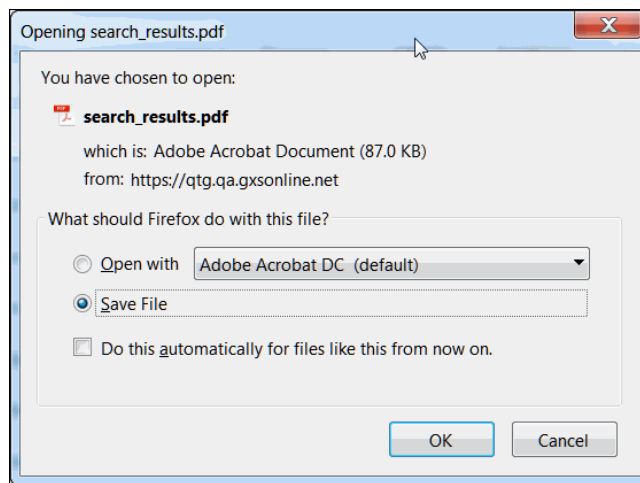 Opening search_results.pdf
You have chosen to open:
search_results.pdf
which is: Adobe Acrobat Document (87.0 KB)
from: https://qtg.qa.gxsonline.net
What should Firefox do with this file?
Open with Adobe Acrobat DC (default)
Save File
Do this automatically for files like this from now on.
OK Cancel